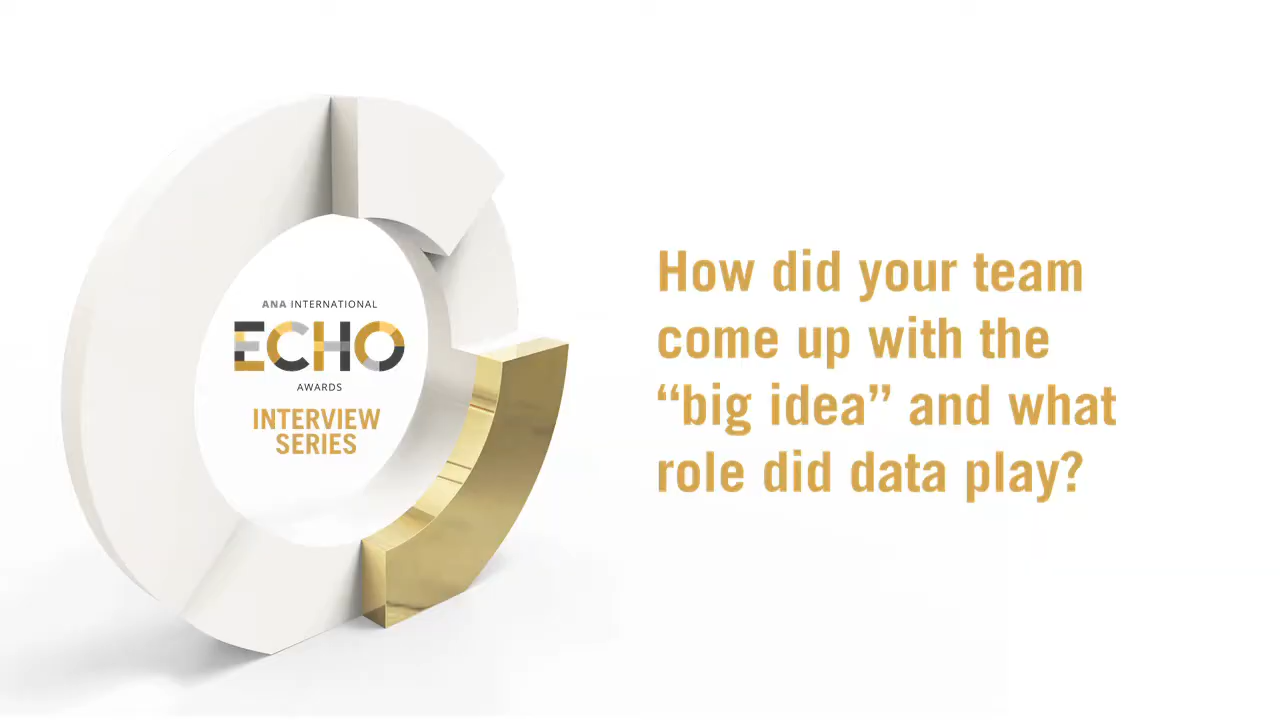 ANA INTERNATIONAL
ECHO
AWARDS
INTERVIEW
SERIES
How did your team
come up with the
“big idea” and what
role did data play?